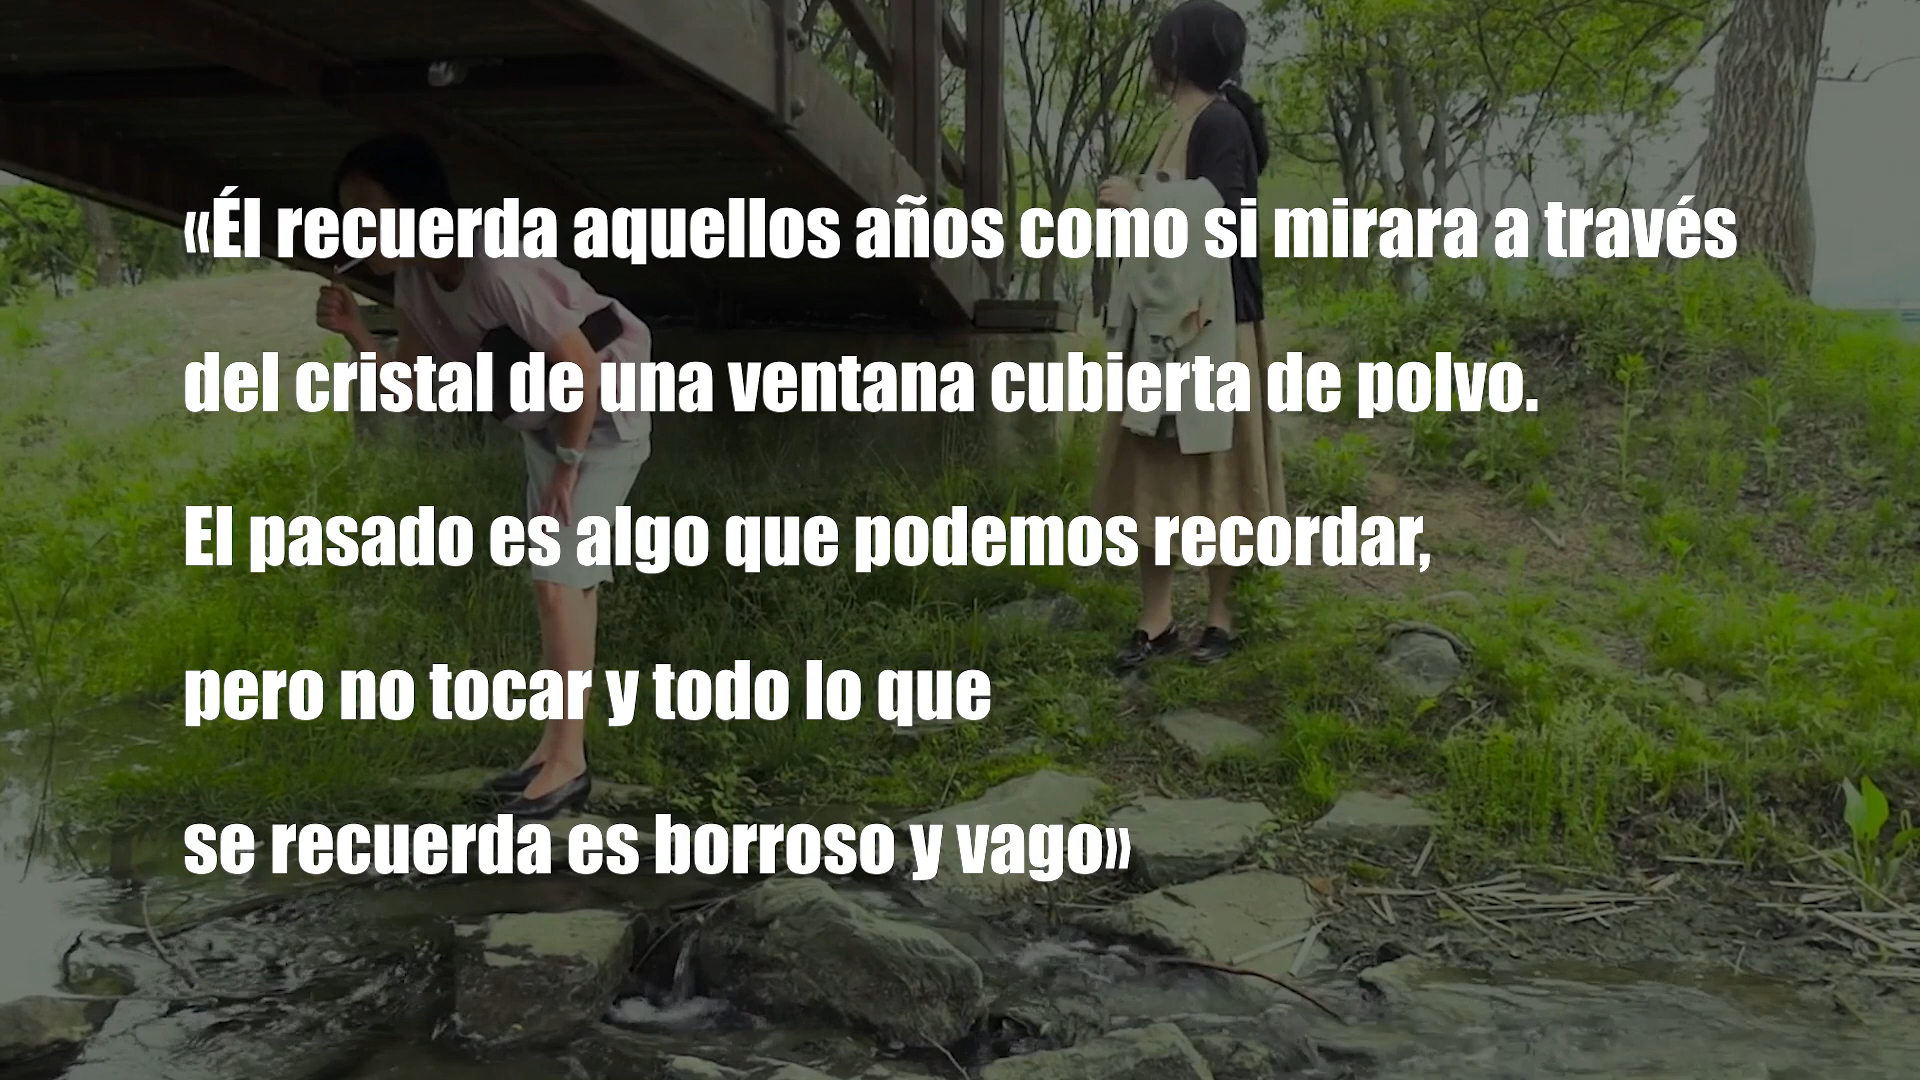 «Él recuerda aquellos años como si mirara a través
del cristal de una ventana cubierta de polvo.
El pasado es algo que podemos recordar,
pero no tocar y todo lo que
se recuerda es borroso y vago»